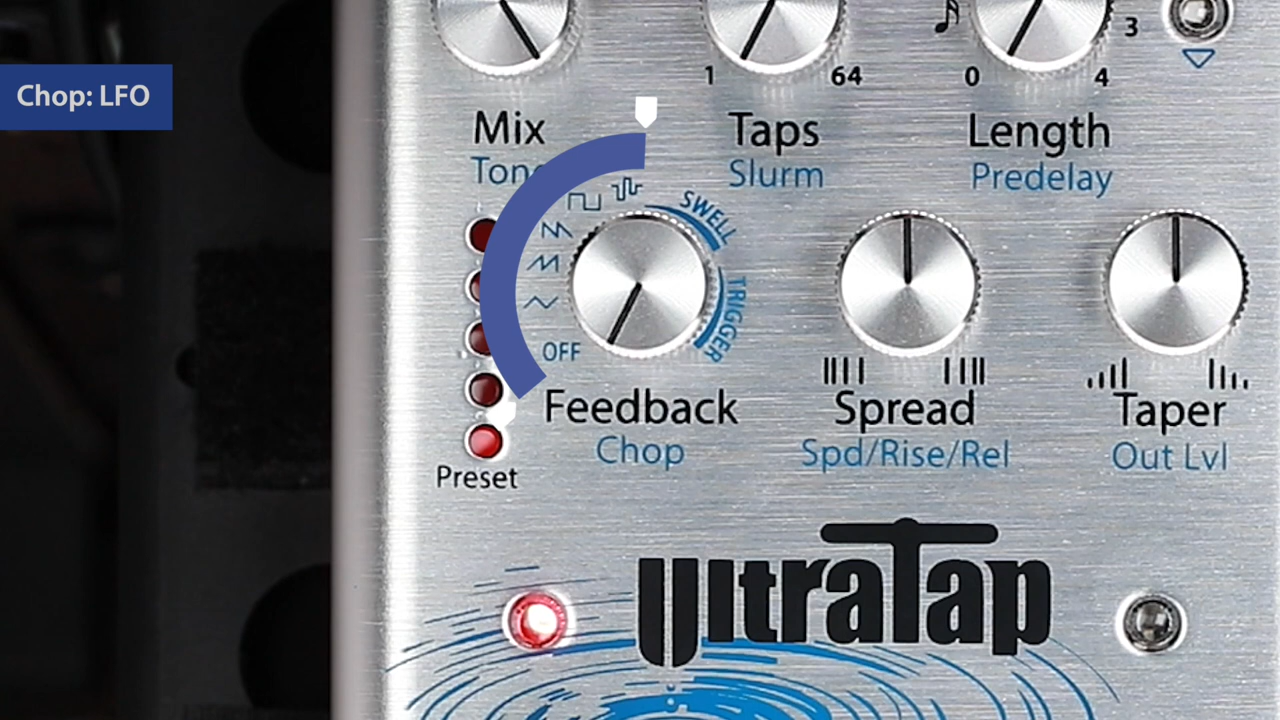 Chop: LFO
3
1
64
0
4
Mix
Taps
Length
Tone
Slurm
Predelay
SWELL
TRIGGER
OFF
Feedback
Spread
Taper
Chop
Spd/Rise/Rel
Out Lvl
Preset
UltraTap